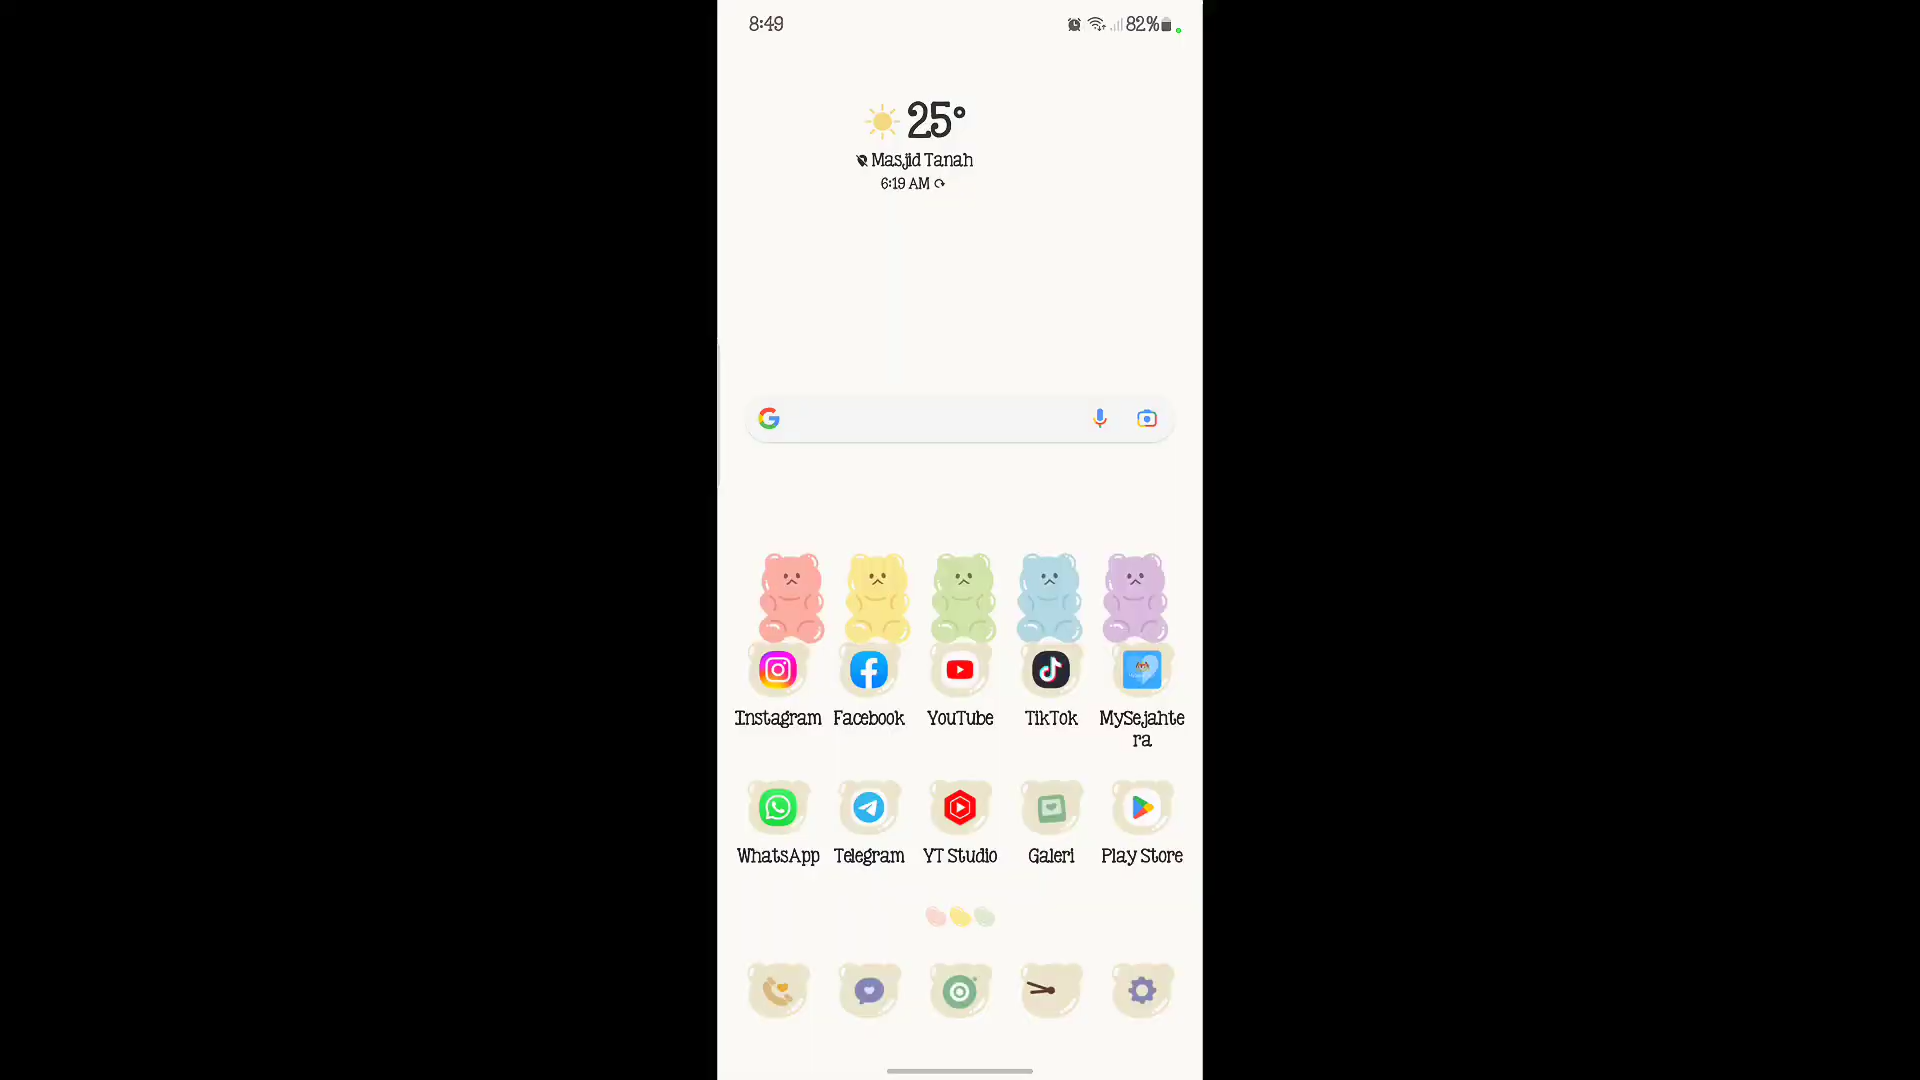 8:49
82%
25°
Masjid Tanah
6:19 AM
Instagram Facebook YouTube TikTok MySejahte
ra
WhatsApp Telegram YT Studio Galeri Play Store